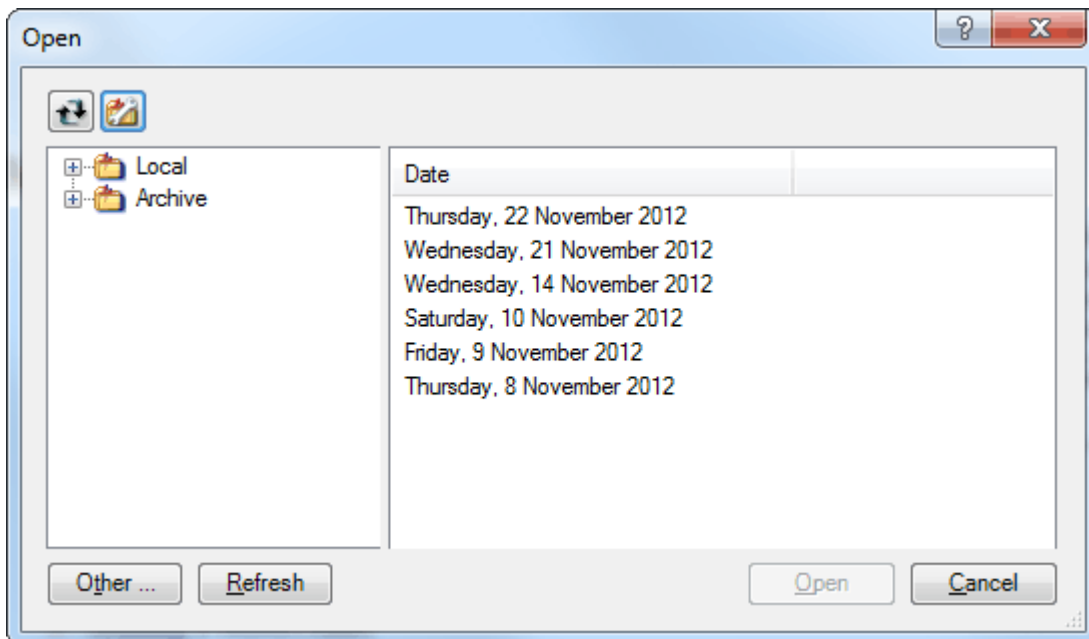 Open
Local
Archive
Date
Thursday, 22 November 2012
Wednesday, 21 November 2012
Wednesday, 14 November 2012
Saturday, 10 November 2012
Friday, 9 November 2012
Thursday, 8 November 2012
Other ... Refresh Open Cancel